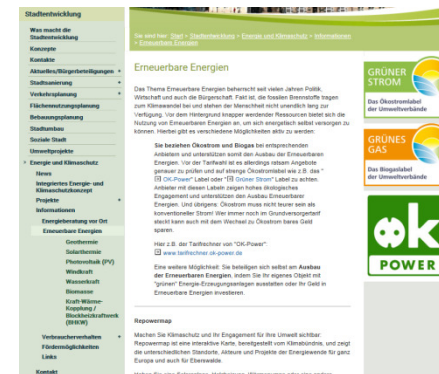 Stadtentwicklung
Was macht die
Stadtentwicklung
Konzepte
Kontakte
Aktuelles/Bürgerbeteiligungen
Stadtsanierung
Verkehrsplanung
Flächennutzungsplanung
Bebauungsplanung
Stadtumbau
Soziale Stadt
Umweltprojekte
Energie und Klimaschutz
News
Integriertes Energie- und
Klimaschutzkonzept
Projekte
Informationen
Energieberatung vor Ort
Erneuerbare Energien
Geothermie
Solarthermie
Photovoltaik (PV)
Windkraft
Wasserkraft
Biomasse
Kraft-Wärme-
Kopplung /
Blockheizkraftwerk
(BHKW)
Verbraucherverhalten
Fördermöglichkeiten
Links
Kontakt
Sie sind hier: Start > Stadtentwicklung > Energie und Klimaschutz > Informationen
> Erneuerbare Energien
Erneuerbare Energien
Das Thema Erneuerbare Energien beherrscht seit vielen Jahren Politik,
Wirtschaft und auch die Bürgerschaft. Fakt ist, die fossilen Brennstoffe tragen
zum Klimawandel bei und stehen der Menschheit nicht unendlich lang zur
Verfügung. Vor dem Hintergrund knapper werdender Ressourcen bietet sich die
Nutzung von Erneuerbaren Energien an, um sich energetisch selbst versorgen zu
können. Hierbei gibt es verschiedene Möglichkeiten aktiv zu werden:
Sie beziehen Ökostrom und Biogas bei entsprechenden
Anbietern und unterstützen somit den Ausbau der Erneuerbaren
Energien. Vor der Tarifwahl ist es allerdings ratsam Angebote
genauer zu prüfen und auf strenge Ökostromlabel wie z.B. das "
OK-Power" Label oder "Grüner Strom" Label zu achten.
Anbieter mit diesen Labeln zeigen hohes ökologisches
Engagement und unterstützen den Ausbau Erneuerbarer
Energien. Und übrigens: Ökostrom muss nicht teurer sein als
konventioneller Strom! Wer immer noch im Grundversorgertarif
steckt kann auch mit dem Wechsel zu Ökostrom bares Geld
sparen.
Hier z.B. der Tarifrechner von "OK-Power"
www.tarifrechner.ok-power.de
Eine weitere Möglichkeit: Sie beteiligen sich selbst am Ausbau
der Erneuerbaren Energien, indem Sie Ihr eigenes Objekt mit
"grünen" Energie-Erzeugungsanlagen ausstatten oder Ihr Geld in
Erneuerbare Energien investieren.
Repowermap
Machen Sie Klimaschutz und Ihr Engagement für Ihre Umwelt sichtbar.
Repowermap ist eine interaktive Karte, bereitgestellt vom Klimabündnis, und zeigt
die unterschiedlichen Standorte, Akteure und Projekte der Energiewende für ganz
Europa und auch für Eberswalde.
GRÜNER
STROM
Das Ökostromlabel
der Umweltverbände
GRÜNES
GAS
Das Biogaslabel
der Umweltverbände
ok
POWER